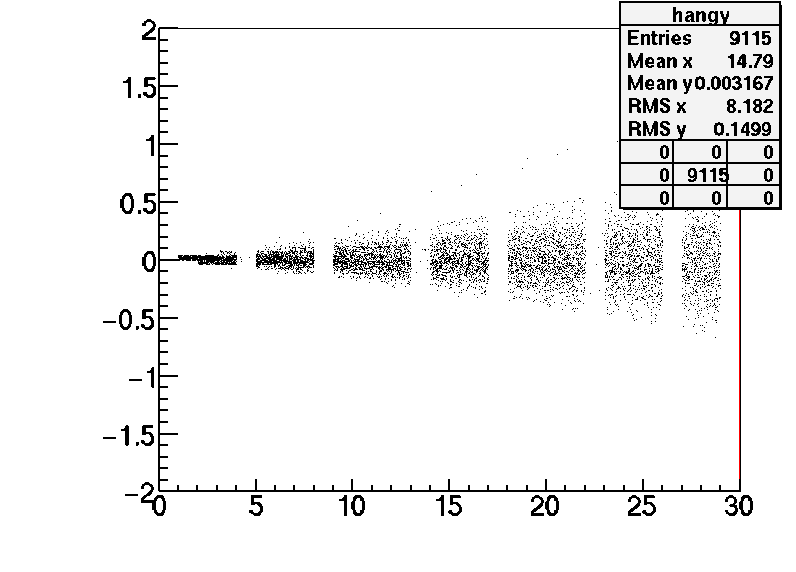 hangy
Entries 9115
Mean x 14.79
Mean y 0.003167
RMS x 8.182
RMS y 0.1499
0 0 0
0 9115 0
0 0 0
2
1.5
1
0.5
0
−0.5
−1
−1.5
−2
0 5 10 15 20 25 30